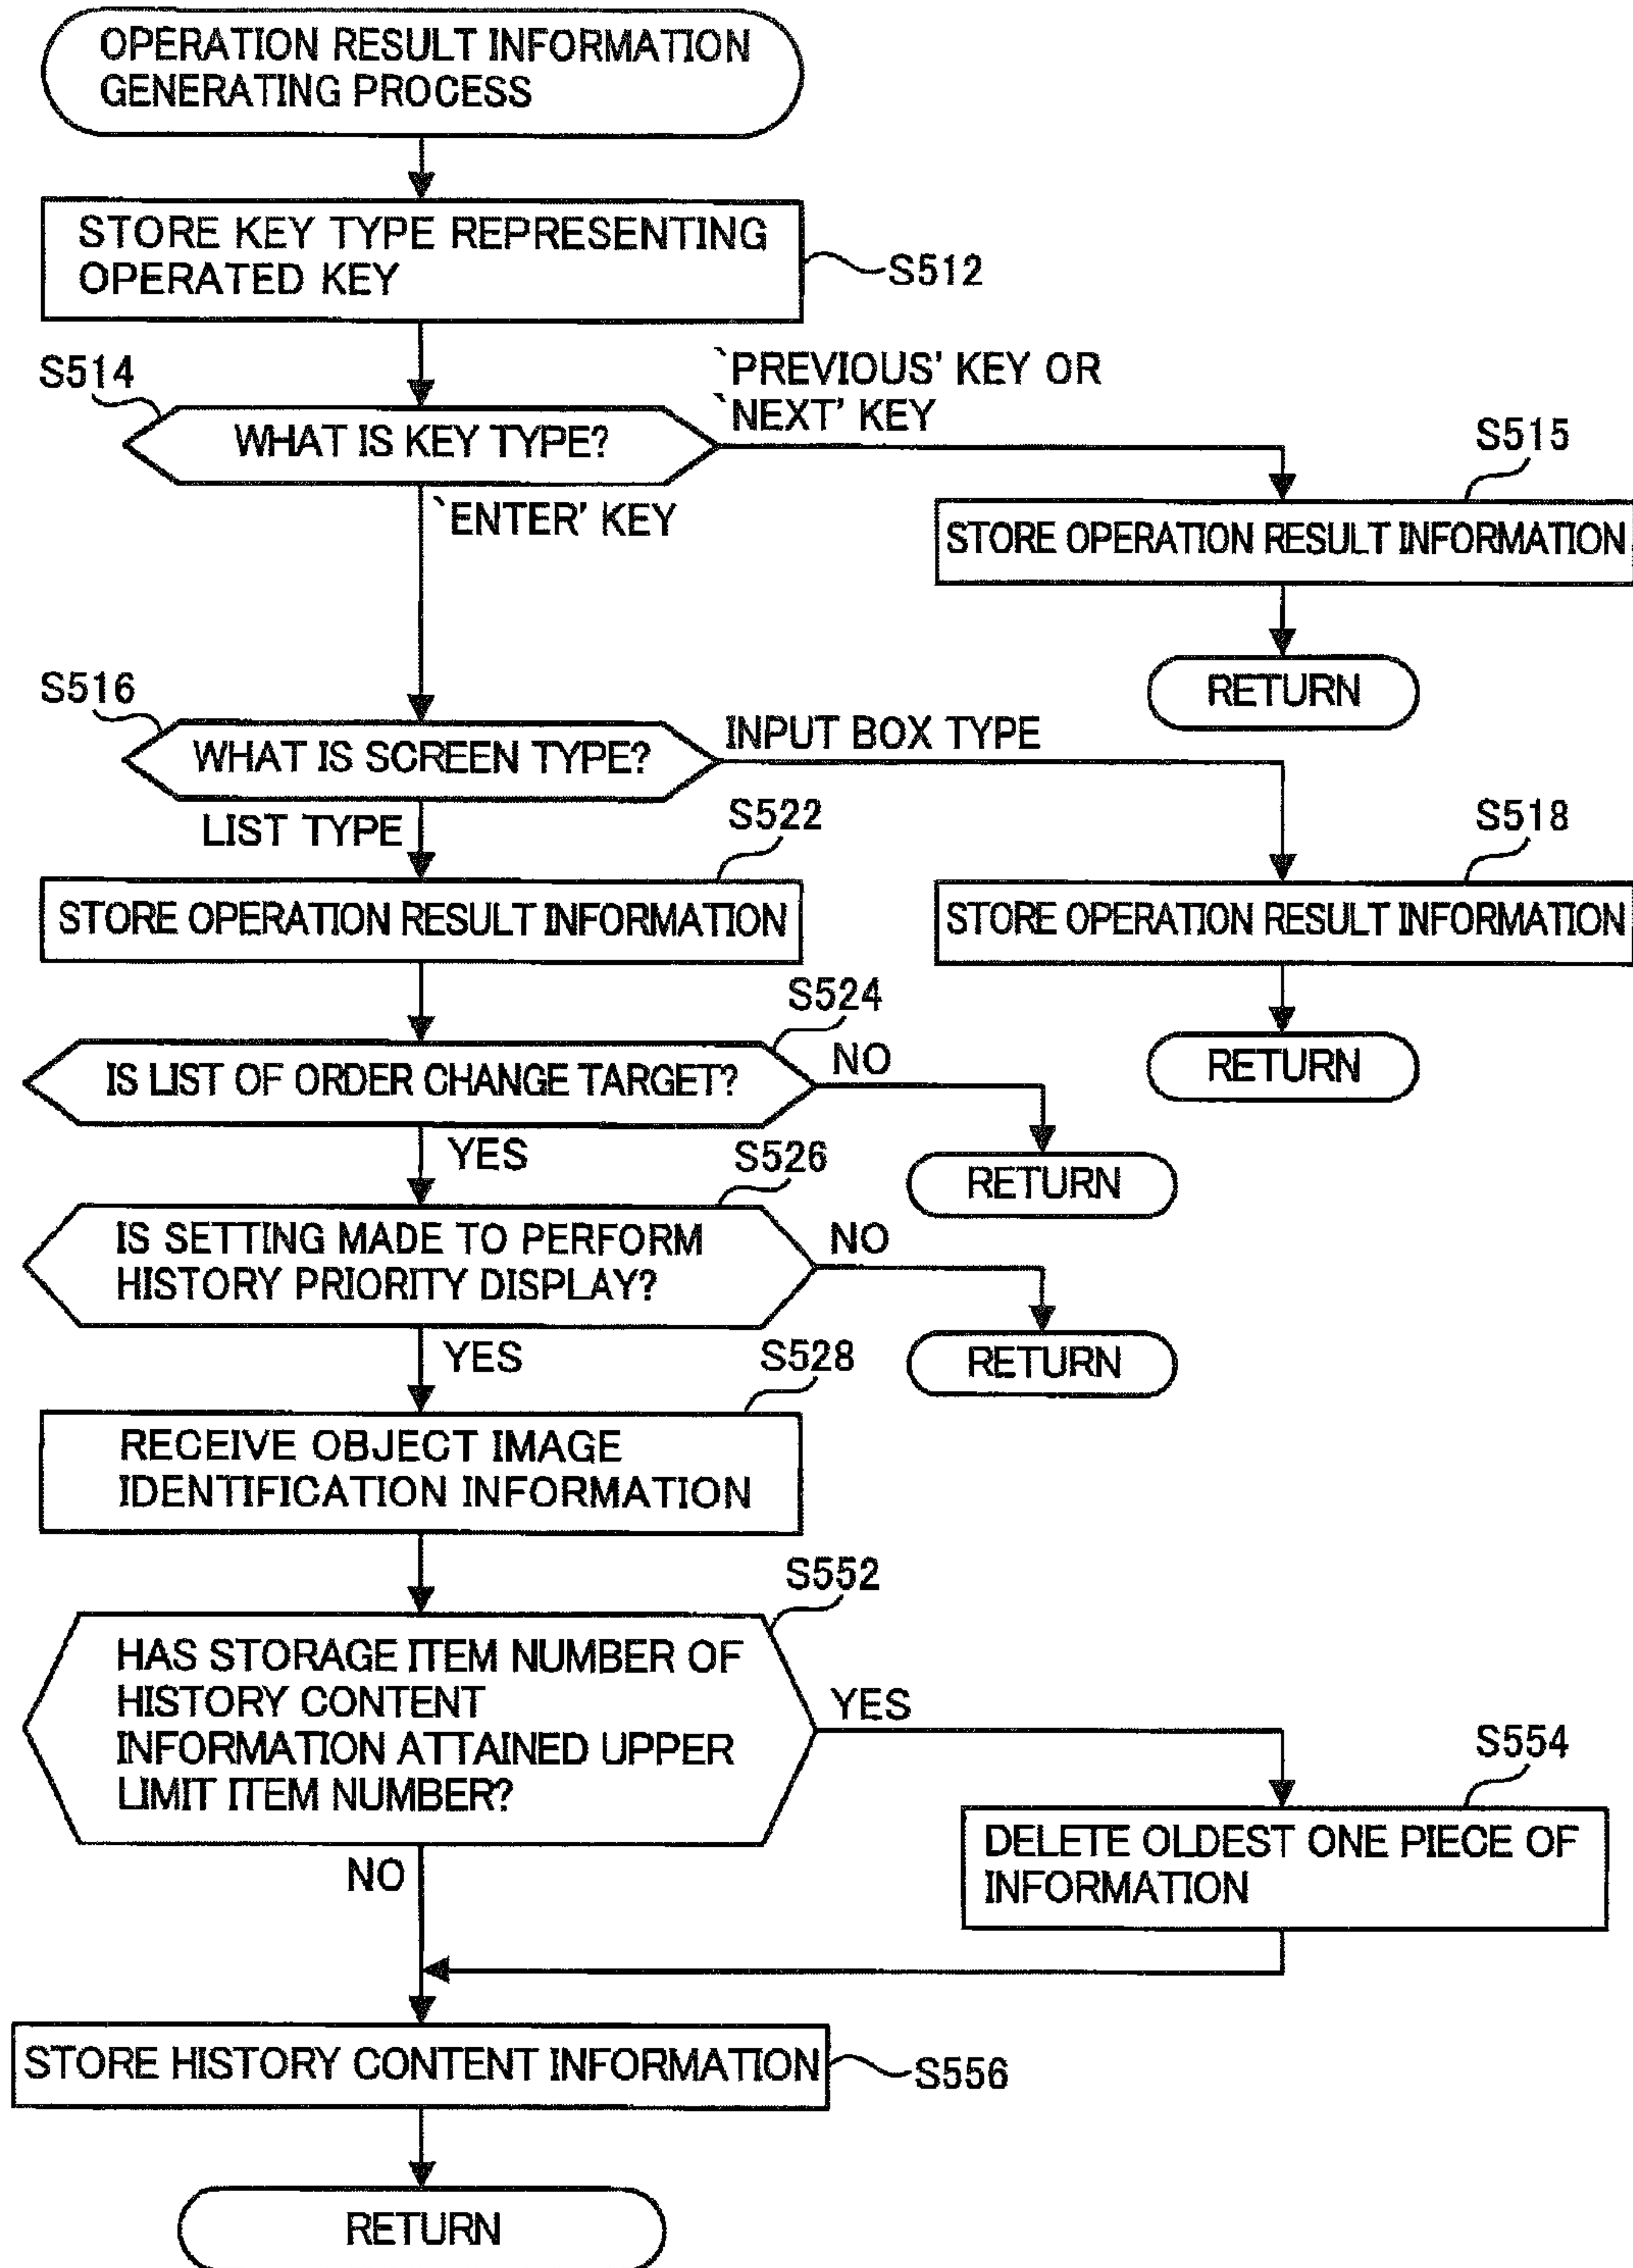 OPERATION RESULT INFORMATION
GENERATING PROCESS
STORE KEY TYPE REPRESENTING
OPERATED KEY
S512
S514
WHAT IS KEY TYPE?
`PREVIOUS' KEY OR
`NEXT' KEY
`ENTER' KEY
S515
STORE OPERATION RESULT INFORMATION
RETURN
S516
WHAT IS SCREEN TYPE?
INPUT BOX TYPE
LIST TYPE
S522
STORE OPERATION RESULT INFORMATION
S518
STORE OPERATION RESULT INFORMATION
RETURN
S524
IS LIST OF ORDER CHANGE TARGET?
NO
RETURN
YES
S526
IS SETTING MADE TO PERFORM
HISTORY PRIORITY DISPLAY?
NO
RETURN
YES
S528
RECEIVE OBJECT IMAGE
IDENTIFICATION INFORMATION
S552
HAS STORAGE ITEM NUMBER OF
HISTORY CONTENT
INFORMATION ATTAINED UPPER
LIMIT ITEM NUMBER?
YES
S554
DELETE OLDEST ONE PIECE OF
INFORMATION
NO
STORE HISTORY CONTENT INFORMATION
S556
RETURN